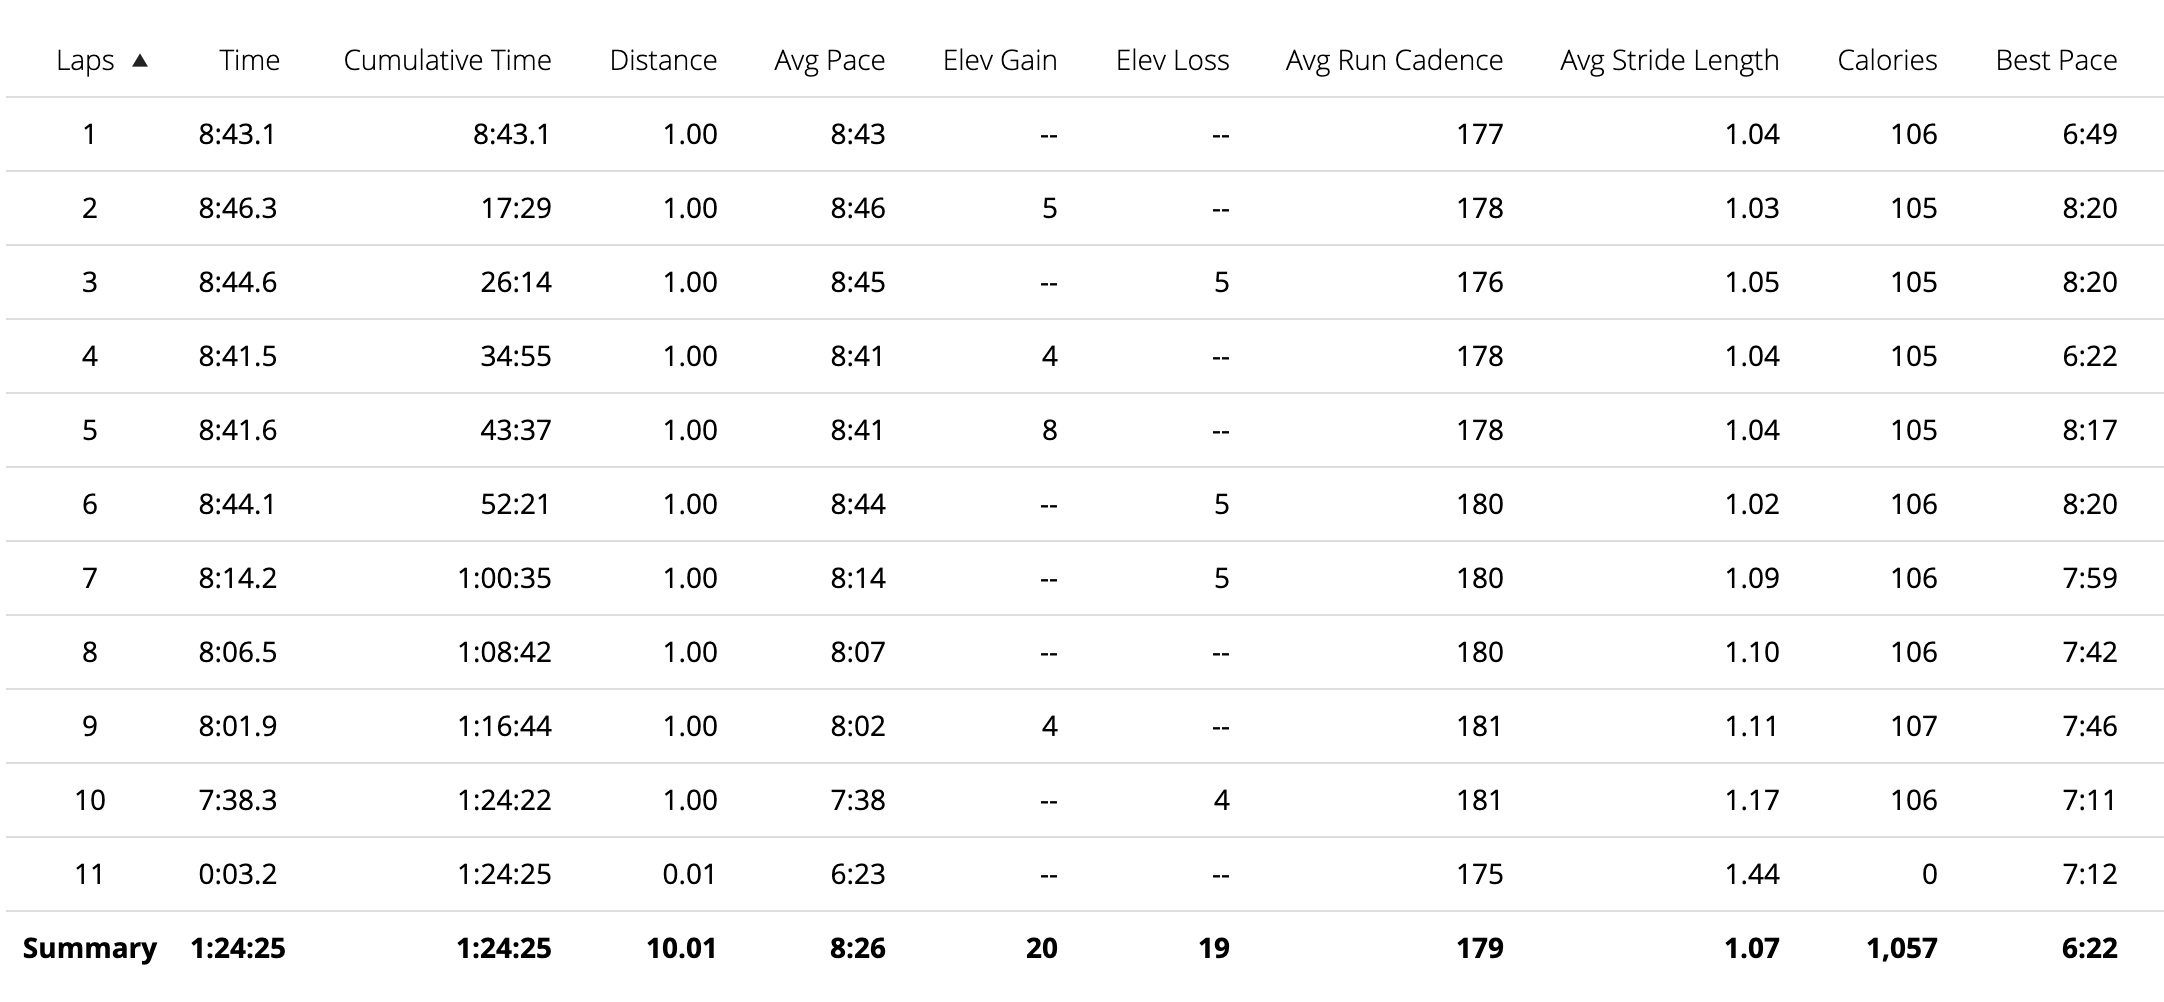 Laps ▲ Time Cumulative Time Distance Avg Pace Elev Gain Elev Loss Avg Run Cadence Avg Stride Length Calories Best Pace
1 8:43.1 8:43.1 1.00 8:43 -- -- 177 1.04 106 6:49
2 8:46.3 17:29 1.00 8:46 5 -- 178 1.03 105 8:20
3 8:44.6 26:14 1.00 8:45 -- 5 176 1.05 105 8:20
4 8:41.5 34:55 1.00 8:41 4 -- 178 1.04 105 6:22
5 8:41.6 43:37 1.00 8:41 8 -- 178 1.04 105 8:17
6 8:44.1 52:21 1.00 8:44 -- 5 180 1.02 106 8:20
7 8:14.2 1:00:35 1.00 8:14 -- 5 180 1.09 106 7:59
8 8:06.5 1:08:42 1.00 8:07 -- -- 180 1.10 106 7:42
9 8:01.9 1:16:44 1.00 8:02 4 -- 181 1.11 107 7:46
10 7:38.3 1:24:22 1.00 7:38 -- 4 181 1.17 106 7:11
11 0:03.2 1:24:25 0.01 6:23 -- -- 175 1.44 0 7:12
Summary 1:24:25 1:24:25 10.01 8:26 20 19 179 1.07 1,057 6:22